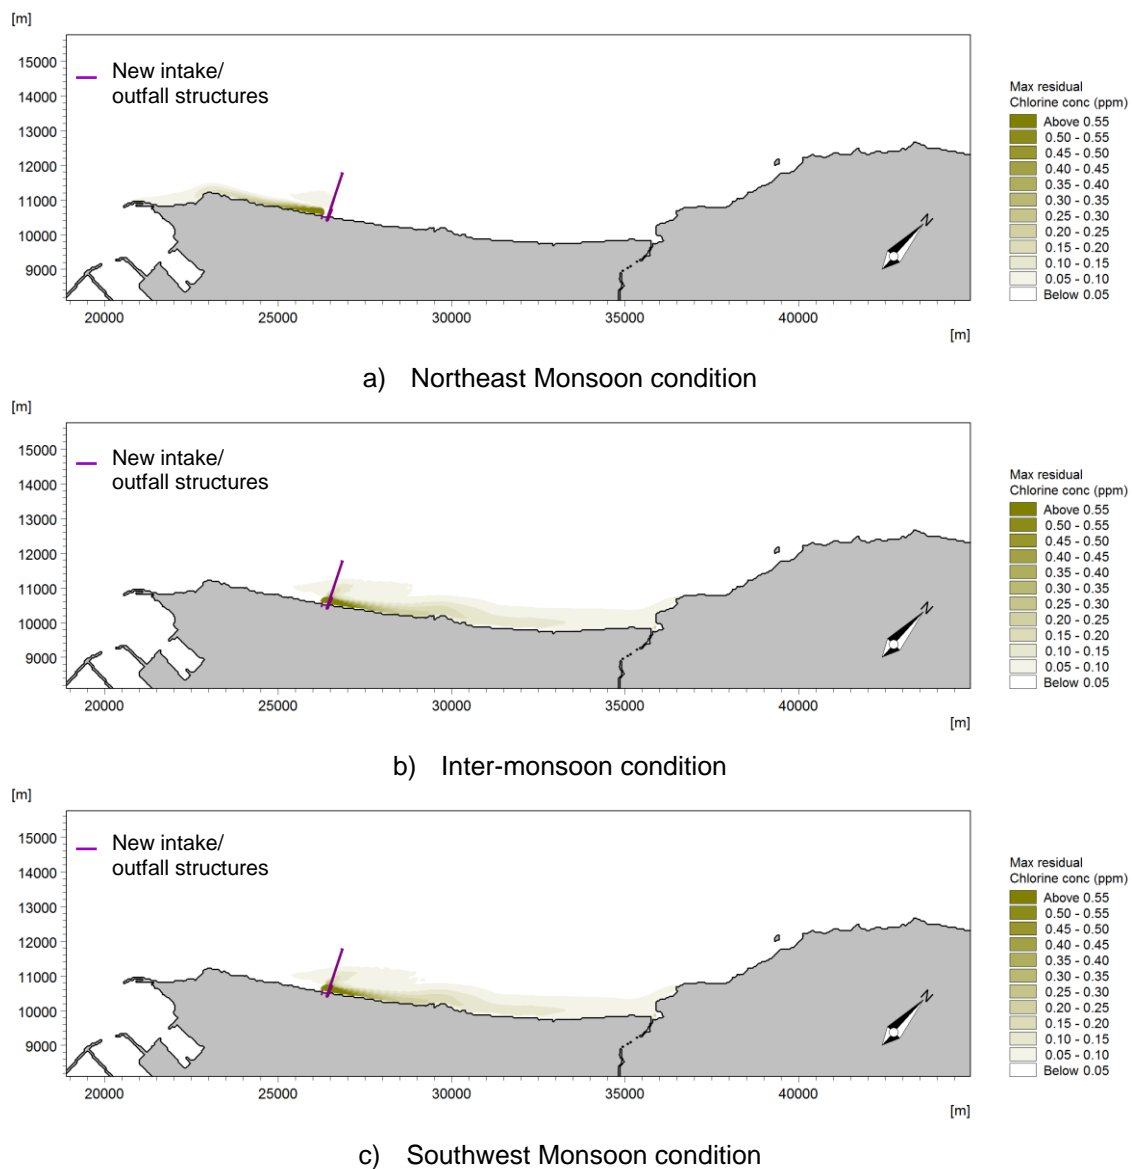 [m]
New intake/
outfall structures
15000
14000
13000
12000
11000
10000
9000
20000 25000 30000 35000 40000
[m]
N
Max residual
Chlorine conc (ppm)
Above 0.55
0.50 - 0.55
0.45 - 0.50
0.40 - 0.45
0.35 - 0.40
0.30 - 0.35
0.25 - 0.30
0.20 - 0.25
0.15 - 0.20
0.10 - 0.15
0.05 - 0.10
Below 0.05
a) Northeast Monsoon condition
[m]
New intake/
outfall structures
15000
14000
13000
12000
11000
10000
9000
20000 25000 30000 35000 40000
[m]
N
Max residual
Chlorine conc (ppm)
Above 0.55
0.50 - 0.55
0.45 - 0.50
0.40 - 0.45
0.35 - 0.40
0.30 - 0.35
0.25 - 0.30
0.20 - 0.25
0.15 - 0.20
0.10 - 0.15
0.05 - 0.10
Below 0.05
b) Inter-monsoon condition
[m]
New intake/
outfall structures
15000
14000
13000
12000
11000
10000
9000
20000 25000 30000 35000 40000
[m]
N
Max residual
Chlorine conc (ppm)
Above 0.55
0.50 - 0.55
0.45 - 0.50
0.40 - 0.45
0.35 - 0.40
0.30 - 0.35
0.25 - 0.30
0.20 - 0.25
0.15 - 0.20
0.10 - 0.15
0.05 - 0.10
Below 0.05
c) Southwest Monsoon condition